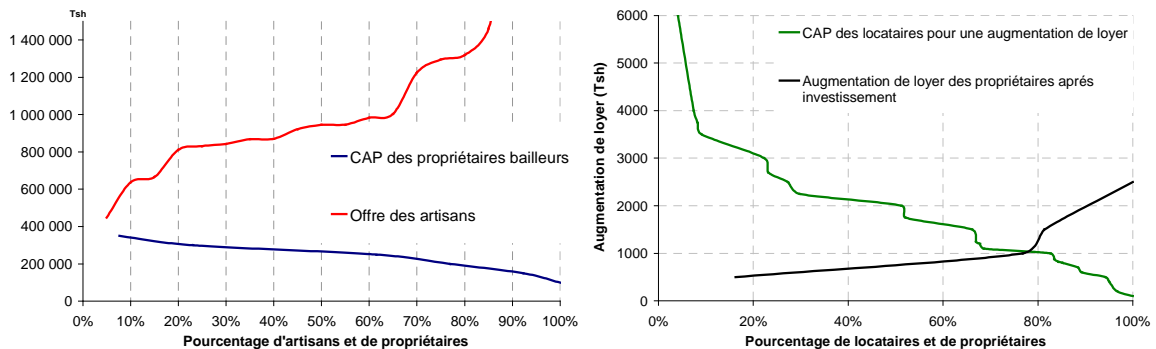 Tsh
1 400 000
1 200 000
1 000 000
800 000
600 000
400 000
200 000
0
CAP des propriétaires bailleurs
Offre des artisans
0% 10% 20% 30% 40% 50% 60% 70% 80% 90% 100%
Pourcentage d'artisans et de propriétaires
Augmentation de loyer (Tsh)
6000
5000
4000
3000
2000
1000
0
CAP des locataires pour une augmentation de loyer
Augmentation de loyer des propriétaires aprés
investissement
0% 20% 40% 60% 80% 100%
Pourcentage de locataires et de propriétaires